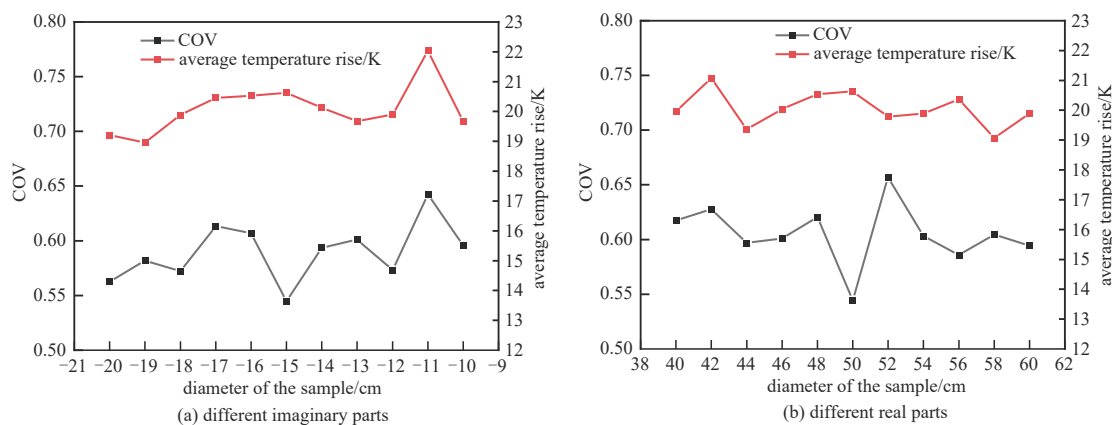 COV
average temperature rise/K
0.80
0.75
0.70
0.65
0.60
0.55
0.50
COV
23
22
21
20
19
18
17
16
15
14
13
12
average temperature rise/K
−21 −20 −19 −18 −17 −16 −15 −14 −13 −12 −11 −10 −9
diameter of the sample/cm
(a) different imaginary parts
COV
average temperature rise/K
0.80
0.75
0.70
0.65
0.60
0.55
0.50
COV
23
22
21
20
19
18
17
16
15
14
13
12
average temperature rise/K
38 40 42 44 46 48 50 52 54 56 58 60 62
diameter of the sample/cm
(b) different real parts